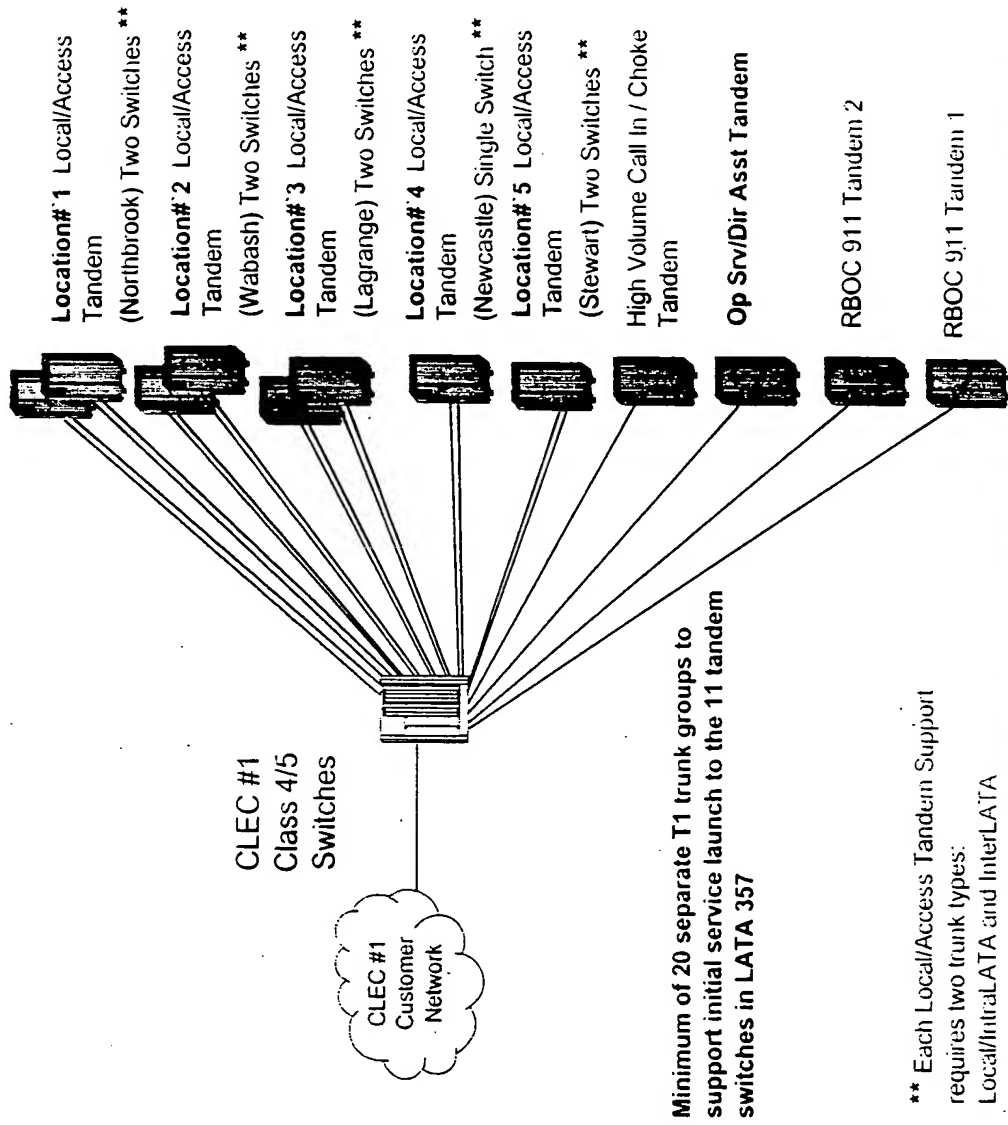 CLEC #1
Class 4/5
Switches
CLEC #1
Customer
Network
Location# 1 Local/Access
Tandem
(Northbrook) Two Switches **
Location# 2 Local/Access
Tandem
(Wabash) Two Switches **
Location# 3 Local/Access
Tandem
(Lagrange) Two Switches **
Location# 4 Local/Access
Tandem
(Newcastle) Single Switch **
Location# 5 Local/Access
Tandem
(Stewart) Two Switches **
High Volume Call In / Choke
Tandem
Op Srv/Dir Asst Tandem
RBOC 911 Tandem 2
RBOC 911 Tandem 1
Minimum of 20 separate T1 trunk groups to
support initial service launch to the 11 tandem
switches in LATA 357
** Each Local/Access Tandem Support
requires two trunk types:
Local/IntraLATA and InterLATA